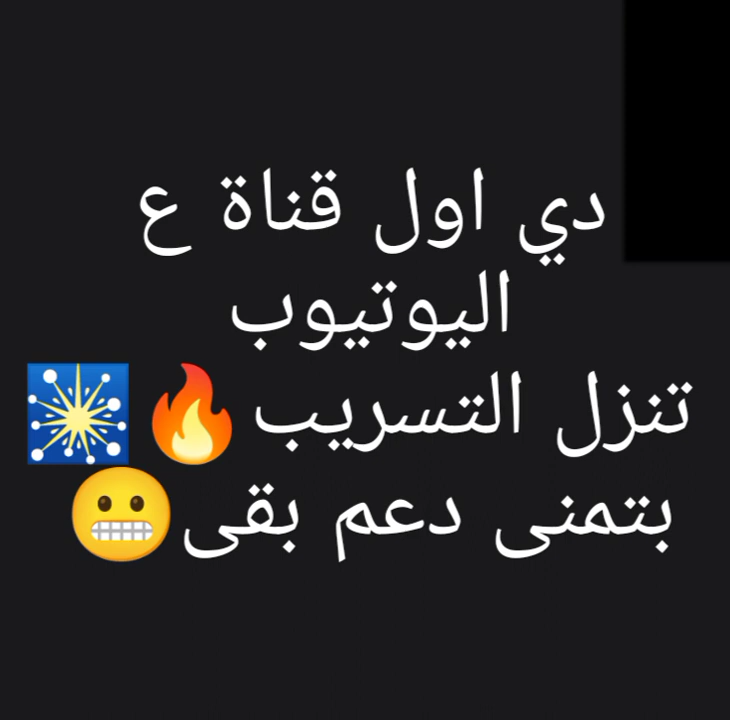 دي اول قناة ع
اليوتيوب
تنزل التسريب🔥🎇
بتمنى دعم بقى😬